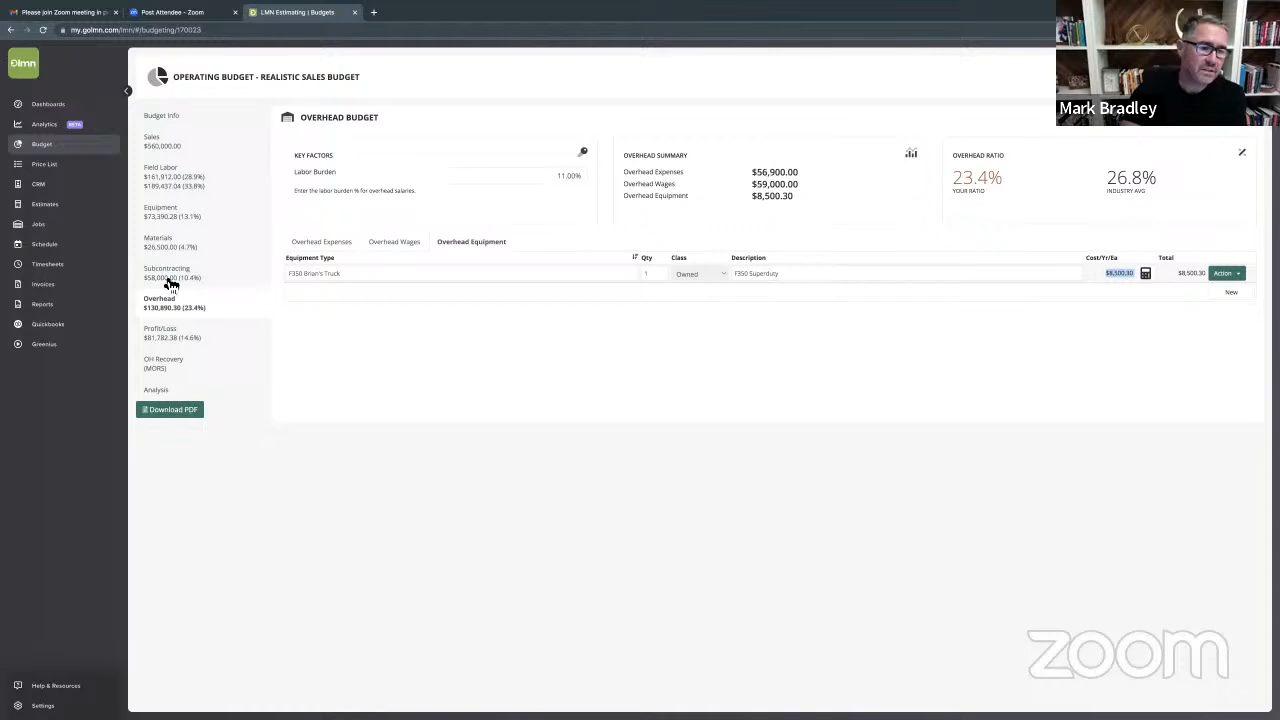 Please join Zoom meeting in p
Post Attendee - Zoom
LMN Estimating | Budgets
my.golmn.com/lmn/#/budgeting/170023
Mark Bradley
lmn
OPERATING BUDGET - REALISTIC SALES BUDGET
Dashboards
Analytics BETA
Budget
Price List
CRM
Estimates
Jobs
Schedule
Timesheets
Invoices
Reports
Quickbooks
Greenius
Help & Resources
Settings
Budget Info
Sales
$560,000.00
Field Labor
$161,912.00 (28.9%)
$189,437.04 (33.8%)
Equipment
$73,390.28 (13.1%)
Materials
$26,500.00 (4.7%)
Subcontracting
$58,000.00 (10.4%)
Overhead
$130,890.30 (23.4%)
Profit/Loss
$81,782.38 (14.6%)
OH Recovery
(MORS)
Analysis
Download PDF
OVERHEAD BUDGET
KEY FACTORS
Labor Burden
11.00%
Enter the labor burden % for overhead salaries.
OVERHEAD SUMMARY
Overhead Expenses $56,900.00
Overhead Wages $59,000.00
Overhead Equipment $8,500.30
OVERHEAD RATIO
23.4% 26.8%
YOUR RATIO INDUSTRY AVG
Overhead Expenses Overhead Wages Overhead Equipment
Equipment Type Qty Class Description Cost/Yr/Ea Total
F350 Brian's Truck 1 Owned F350 Superduty $8,500.30 $8,500.30 Action
New
zoom